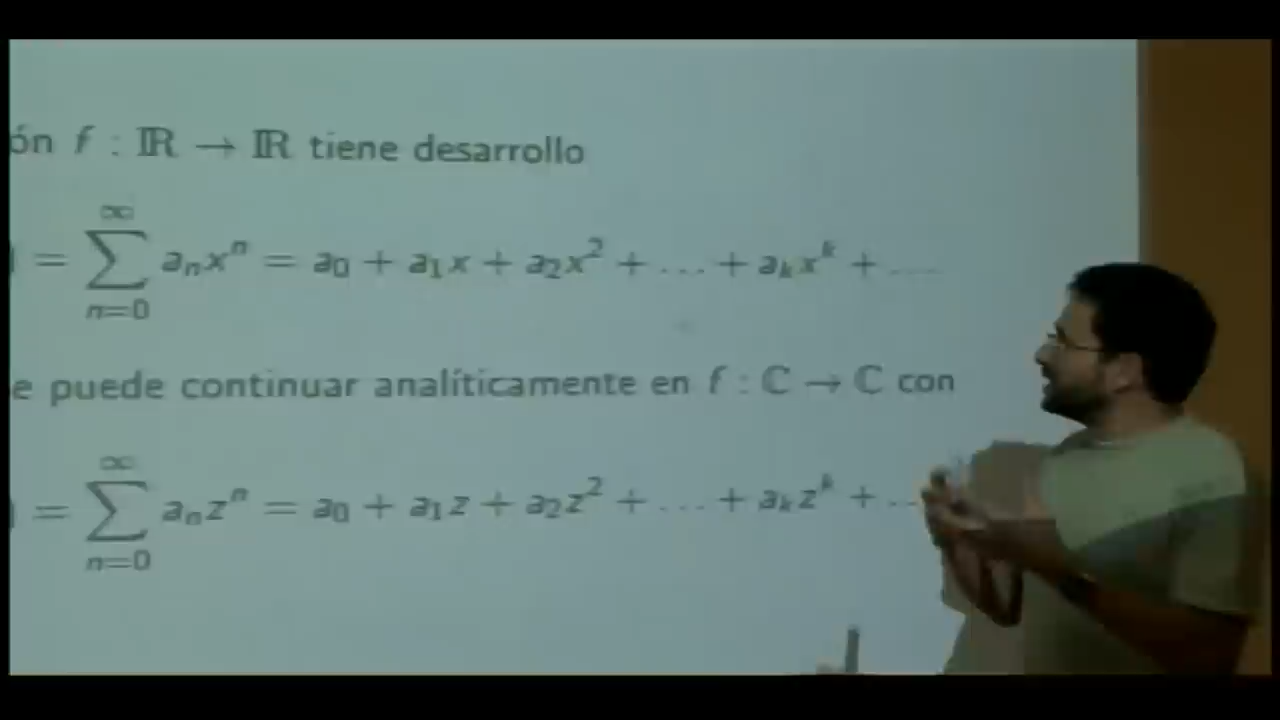 ón f : ℝ → ℝ tiene desarrollo
= ∑_{n=0}^{∞} a_n x^n = a_0 + a_1 x + a_2 x^2 + ... + a_k x^k + ....
e puede continuar analíticamente en f : ℂ → ℂ con
= ∑_{n=0}^{∞} a_n z^n = a_0 + a_1 z + a_2 z^2 + ... + a_k z^k + ...